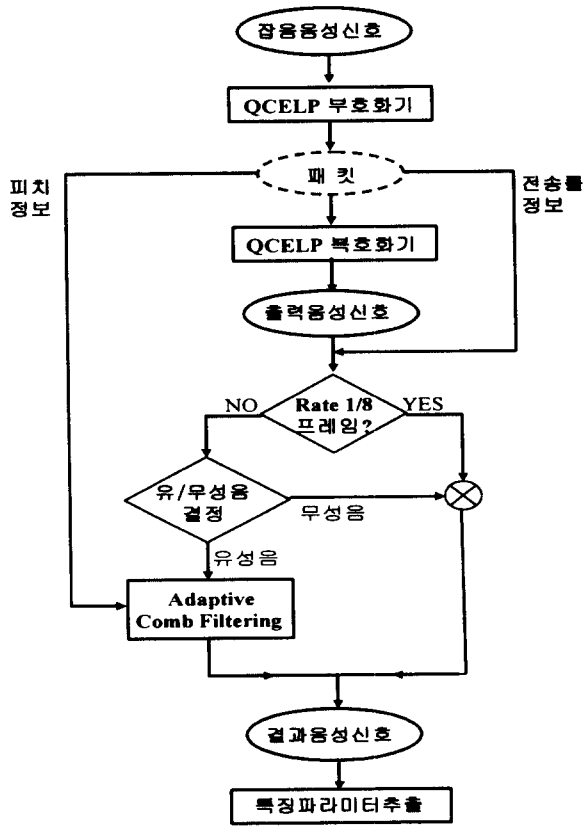 잡음음성신호
QCELP 부호화기
패 킷
피치
정보
전송률
정보
QCELP 복호화기
출력음성신호
NO
Rate 1/8
프레임?
YES
유/무성음
결정
무성음
유성음
Adaptive
Comb Filtering
결과음성신호
특징파라미터추출